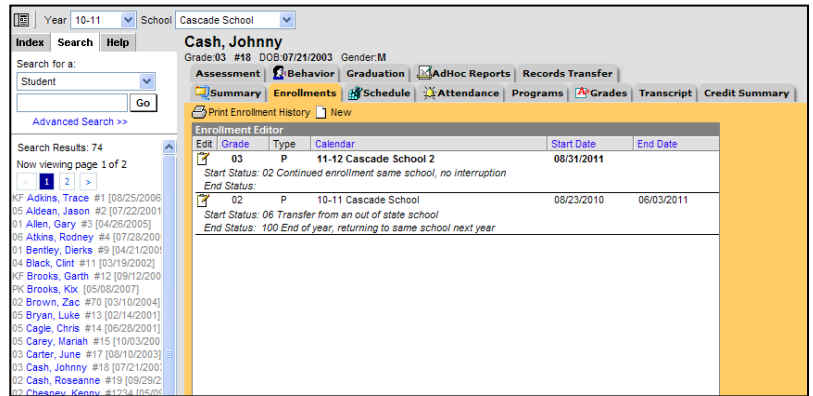 Year 10-11 School Cascade School
Index Search Help
Search for a:
Student
Go
Advanced Search >>
Search Results: 74
Now viewing page 1 of 2
< 1 2 >
KF Adkins, Trace #1 [08/25/2006
05 Aldean, Jason #2 [07/22/2001
01 Allen, Gary #3 [04/26/2005]
06 Atkins, Rodney #4 [07/28/200
01 Bentley, Dierks #9 [04/21/200
04 Black, Clint #11 [03/19/2002]
KF Brooks, Garth #12 [09/12/200
PK Brooks, Kix [05/08/2007]
02 Brown, Zac #70 [03/10/2004]
05 Bryan, Luke #13 [02/14/2001]
05 Cagle, Chris #14 [06/28/2001]
05 Carey, Mariah #15 [10/03/200
03 Carter, June #17 [08/10/2003]
03 Cash, Johnny #18 [07/21/200
02 Cash, Roseanne #19 [09/29/2
02 Chesney, Kenny #1234 [05/0
Cash, Johnny
Grade:03 #18 DOB:07/21/2003 Gender:M
Assessment Behavior Graduation AdHoc Reports Records Transfer
Summary Enrollments Schedule Attendance Programs Grades Transcript Credit Summary
Print Enrollment History New
Enrollment Editor
Edit Grade Type Calendar Start Date End Date
03 P 11-12 Cascade School 2 08/31/2011
Start Status: 02 Continued enrollment same school, no interruption
End Status:
02 P 10-11 Cascade School 08/23/2010 06/03/2011
Start Status: 06 Transfer from an out of state school
End Status: 100 End of year, returning to same school next year